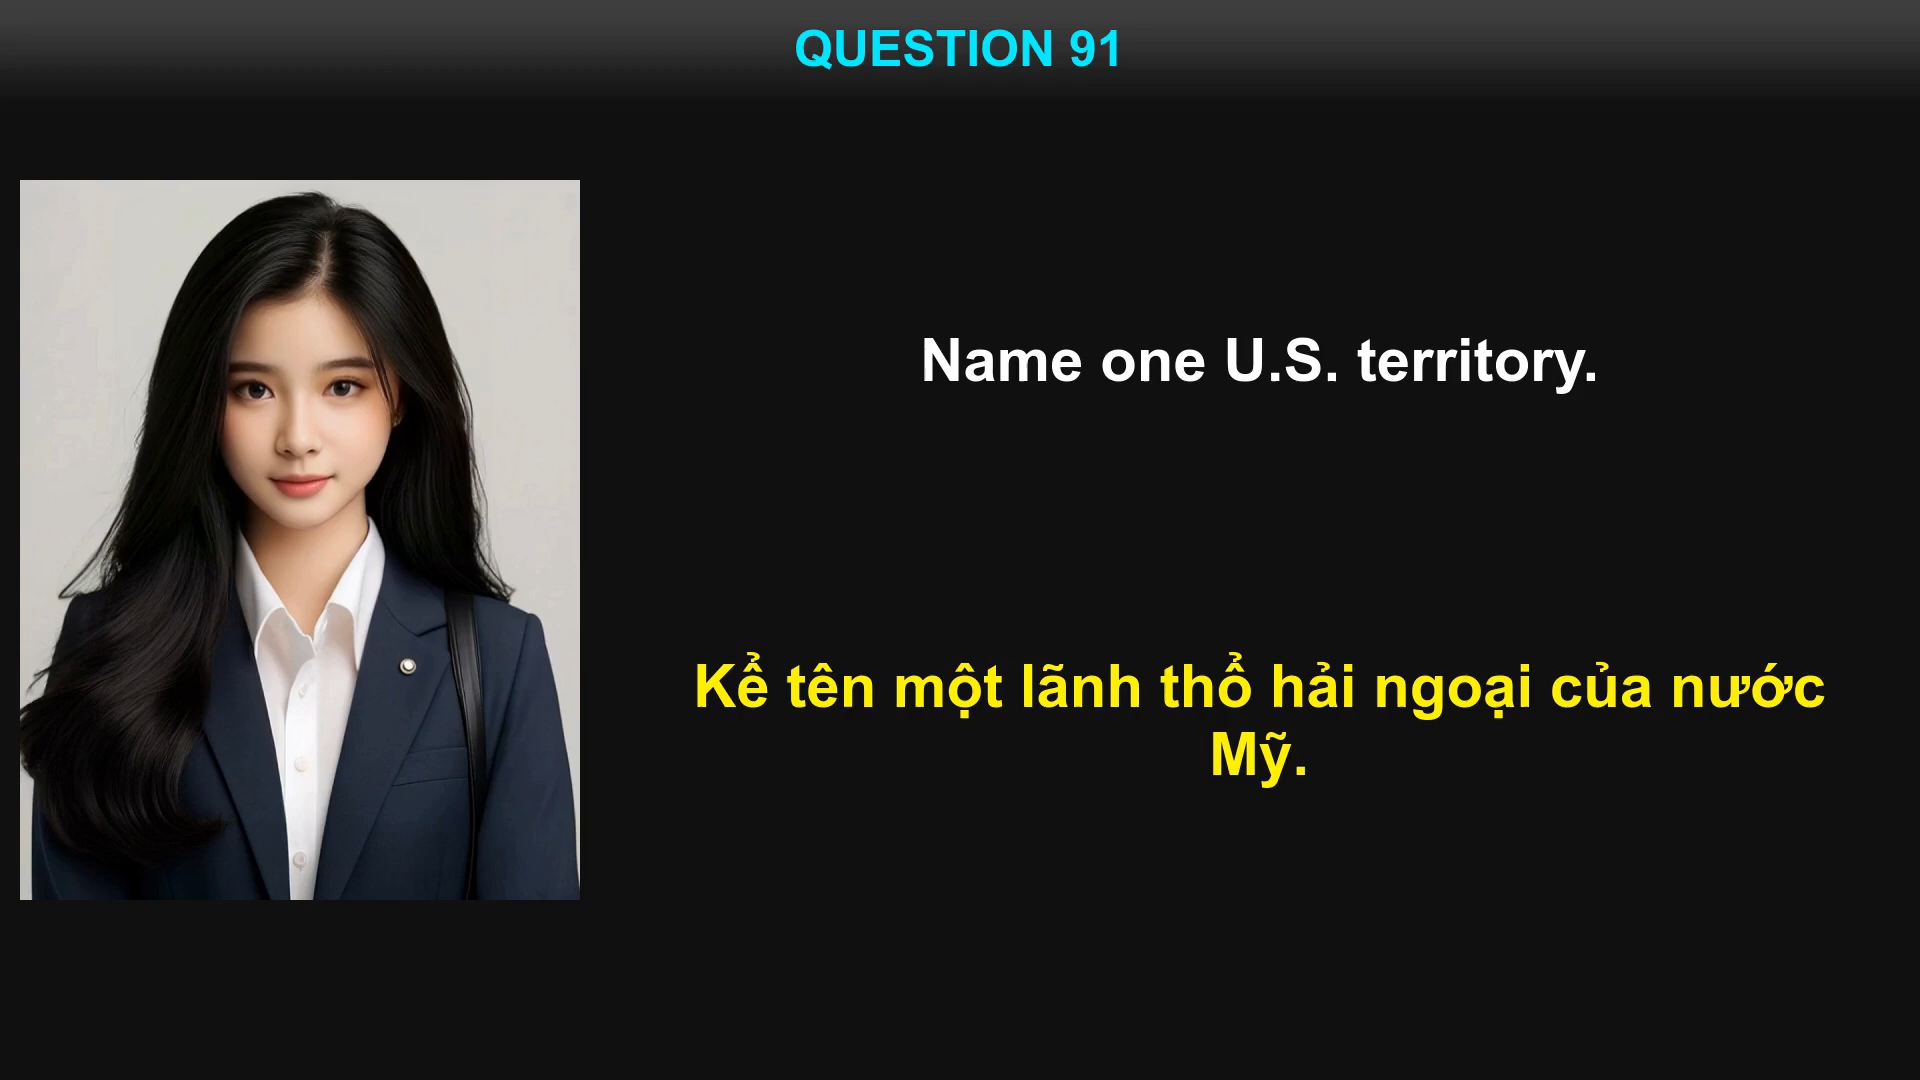 QUESTION 91
Name one U.S. territory.
Kể tên một lãnh thổ hải ngoại của nước
Mỹ.